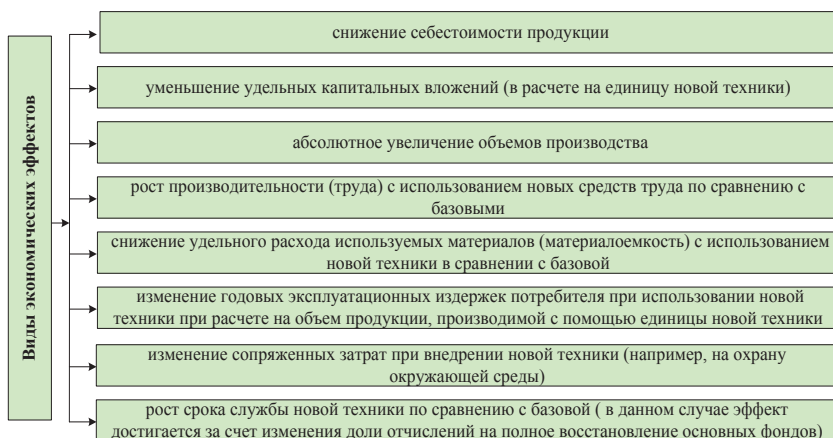 Виды экономических эффектов
снижение себестоимости продукции
уменьшение удельных капитальных вложений (в расчете на единицу новой техники)
абсолютное увеличение объемов производства
рост производительности (труда) с использованием новых средств труда по сравнению с
базовыми
снижение удельного расхода используемых материалов (материалоемкость) с использованием
новой техники в сравнении с базовой
изменение годовых эксплуатационных издержек потребителя при использовании новой
техники при расчете на объем продукции, производимой с помощью единицы новой техники
изменение сопряженных затрат при внедрении новой техники (например, на охрану
окружающей среды)
рост срока службы новой техники по сравнению с базовой ( в данном случае эффект
достигается за счет изменения доли отчислений на полное восстановление основных фондов)